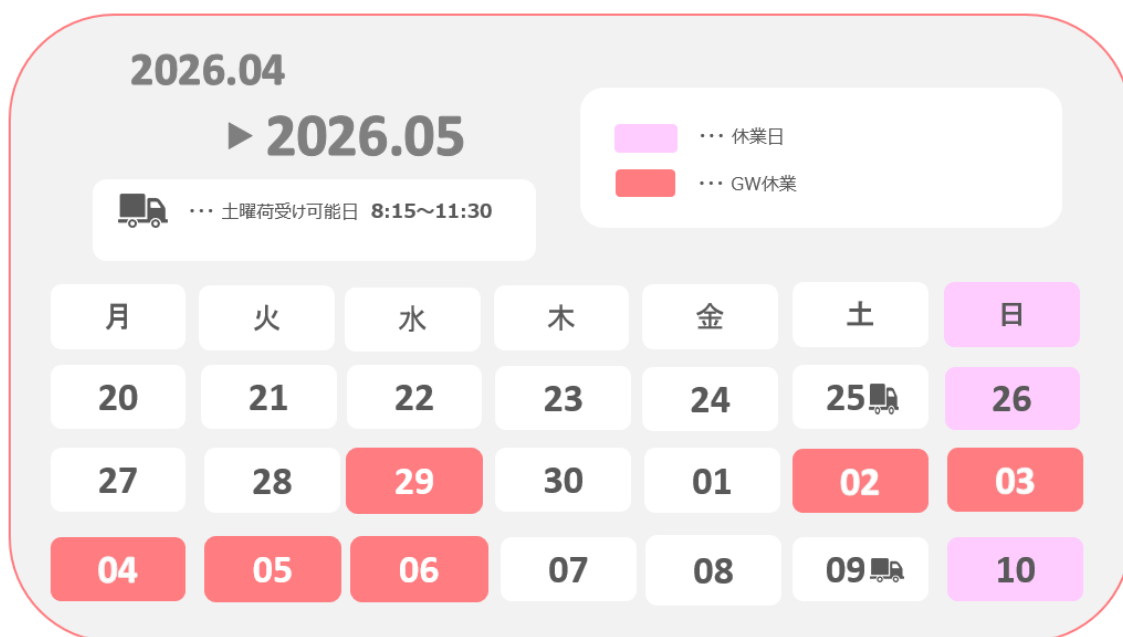 2026.04
▶ 2026.05
･･･ 休業日
･･･ GW休業
･･･ 土曜荷受け可能日 8:15～11:30
月 火 水 木 金 土 日
20 21 22 23 24 25 26
27 28 29 30 01 02 03
04 05 06 07 08 09 10